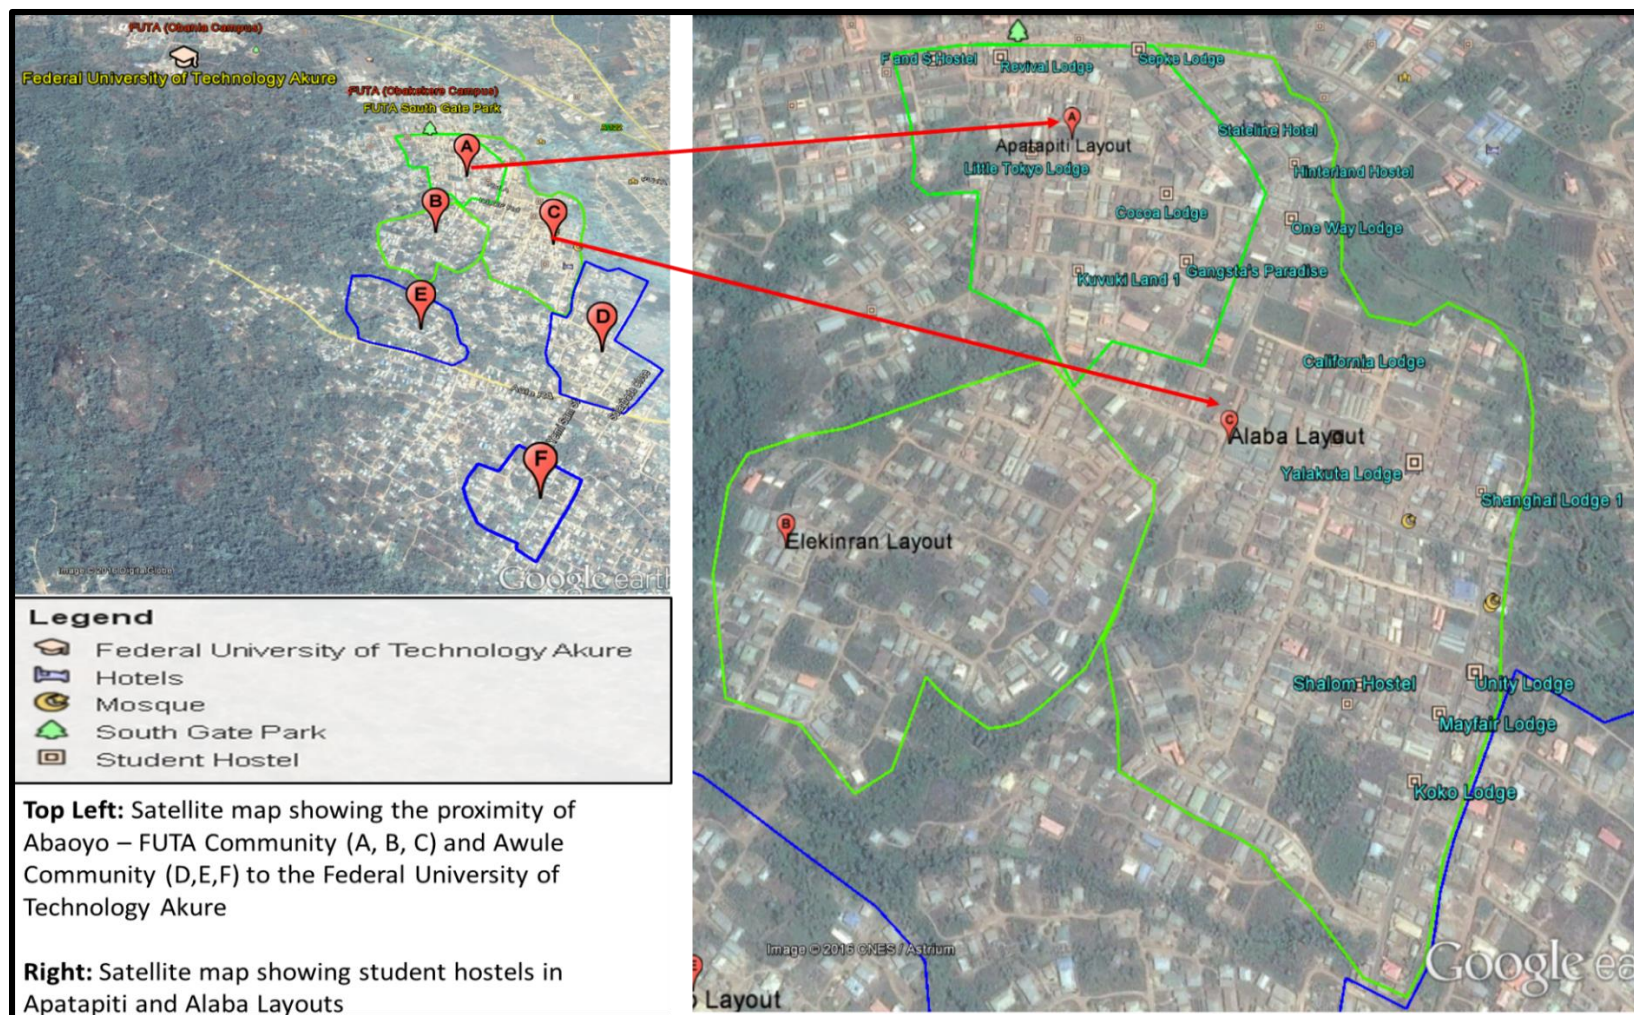 FUTA (Obanla Campus)
Federal University of Technology Akure
FUTA (Obakekere Campus)
FUTA South Gate Park
A
B
C
E
D
F
Google earth
Legend
Federal University of Technology Akure
Hotels
Mosque
South Gate Park
Student Hostel
Top Left: Satellite map showing the proximity of
Abaoyo – FUTA Community (A, B, C) and Awule
Community (D,E,F) to the Federal University of
Technology Akure
Right: Satellite map showing student hostels in
Apatapiti and Alaba Layouts
F and S Hostel
Revival Lodge
Sepke Lodge
A
Apatapiti Layout
Stateline Hotel
Little Tokyo Lodge
Hinterland Hostel
Cocoa Lodge
One Way Lodge
Kuvuki Land 1
Gangsta's Paradise
California Lodge
C
Alaba Layout
Yalakuta Lodge
Shanghai Lodge 1
B
Elekinran Layout
Shalom Hostel
Unity Lodge
Mayfair Lodge
Koko Lodge
Image © 2016 CNES / Astrium
Google ea
Layout